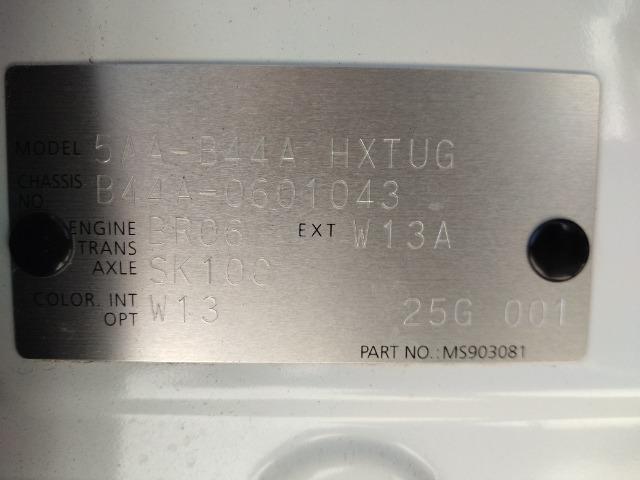 MODEL 5AA-B44A HXTUG
CHASSIS NO. B44A-0601043
ENGINE BR06 EXT W13A
TRANS AXLE SK10C
COLOR. INT W13
OPT 25G 001
PART NO.:MS903081